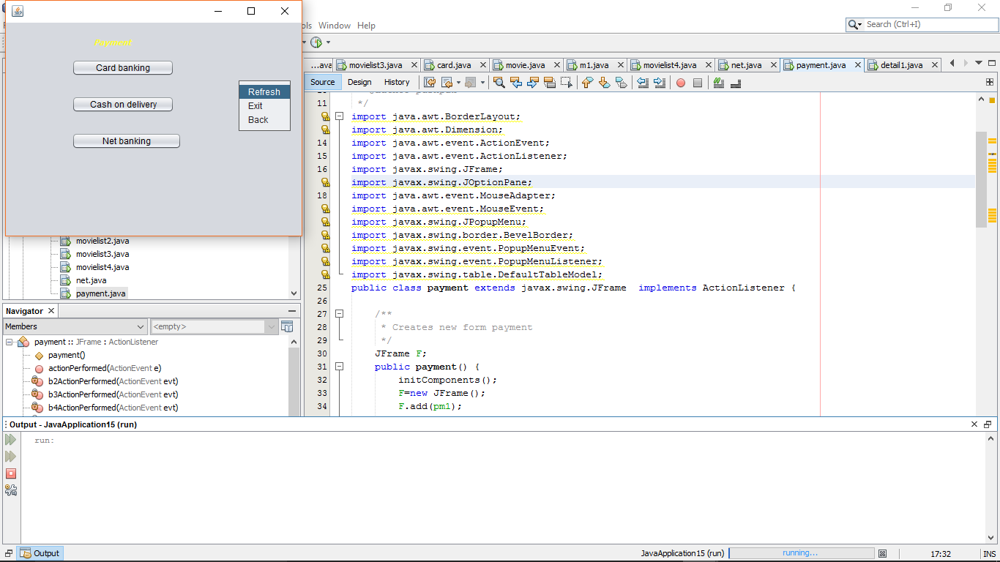 Payment
Card banking
Cash on delivery
Net banking
Refresh
Exit
Back
Window Help
Search (Ctrl+I)
...ava movielist3.java card.java movie.java m1.java movielist4.java net.java payment.java detail1.java
Source Design History
11 */
import java.awt.BorderLayout;
import java.awt.Dimension;
14 import java.awt.event.ActionEvent;
15 import java.awt.event.ActionListener;
16 import javax.swing.JFrame;
import javax.swing.JOptionPane;
18 import java.awt.event.MouseAdapter;
import java.awt.event.MouseEvent;
import javax.swing.JPopupMenu;
import javax.swing.border.BevelBorder;
import javax.swing.event.PopupMenuEvent;
import javax.swing.event.PopupMenuListener;
import javax.swing.table.DefaultTableModel;
25 public class payment extends javax.swing.JFrame implements ActionListener {
26
27 /**
28 * Creates new form payment
29 */
30 JFrame F;
31 public payment() {
32 initComponents();
33 F=new JFrame();
34 F.add(pm1);
movielist2.java
movielist3.java
movielist4.java
net.java
payment.java
Navigator
Members <empty>
payment :: JFrame : ActionListener
payment()
actionPerformed(ActionEvent e)
b2ActionPerformed(ActionEvent evt)
b3ActionPerformed(ActionEvent evt)
b4ActionPerformed(ActionEvent evt)
Output - JavaApplication15 (run)
run:
Output
JavaApplication15 (run) running... 17:32 INS